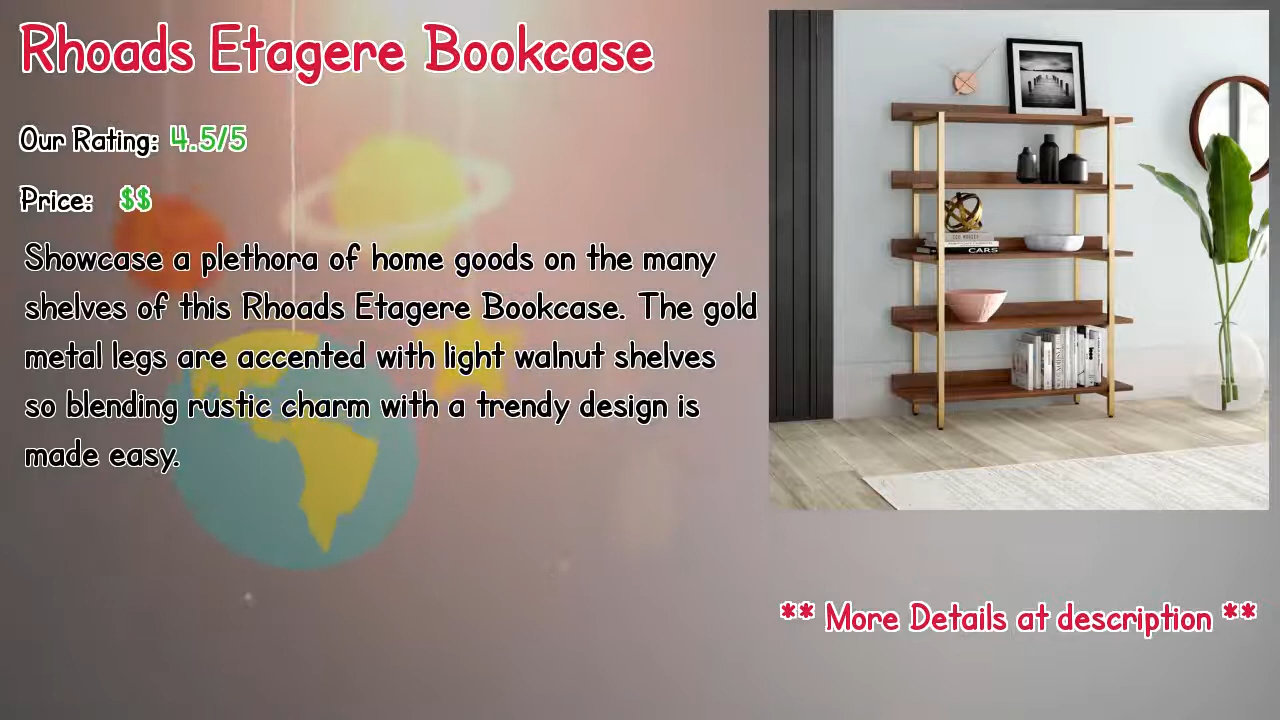 Rhoads Etagere Bookcase
Our Rating: 4.5/5
Price: $$
Showcase a plethora of home goods on the many
shelves of this Rhoads Etagere Bookcase. The gold
metal legs are accented with light walnut shelves
so blending rustic charm with a trendy design is
made easy.
CARS
** More Details at description **